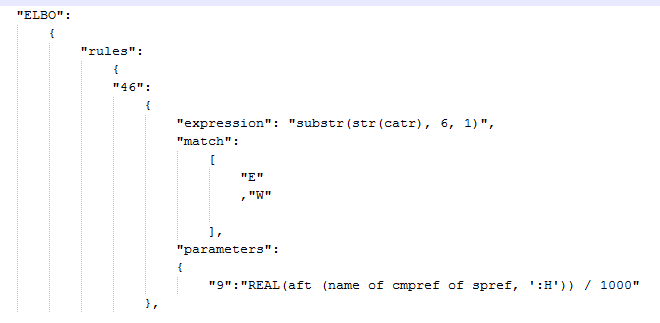 "ELBO":
{
"rules":
{
"46":
{
"expression": "substr(str(catr), 6, 1)",
"match":
[
"E"
,"W"
],
"parameters":
{
"9":"REAL(aft (name of cmpref of spref, ':H')) / 1000"
},